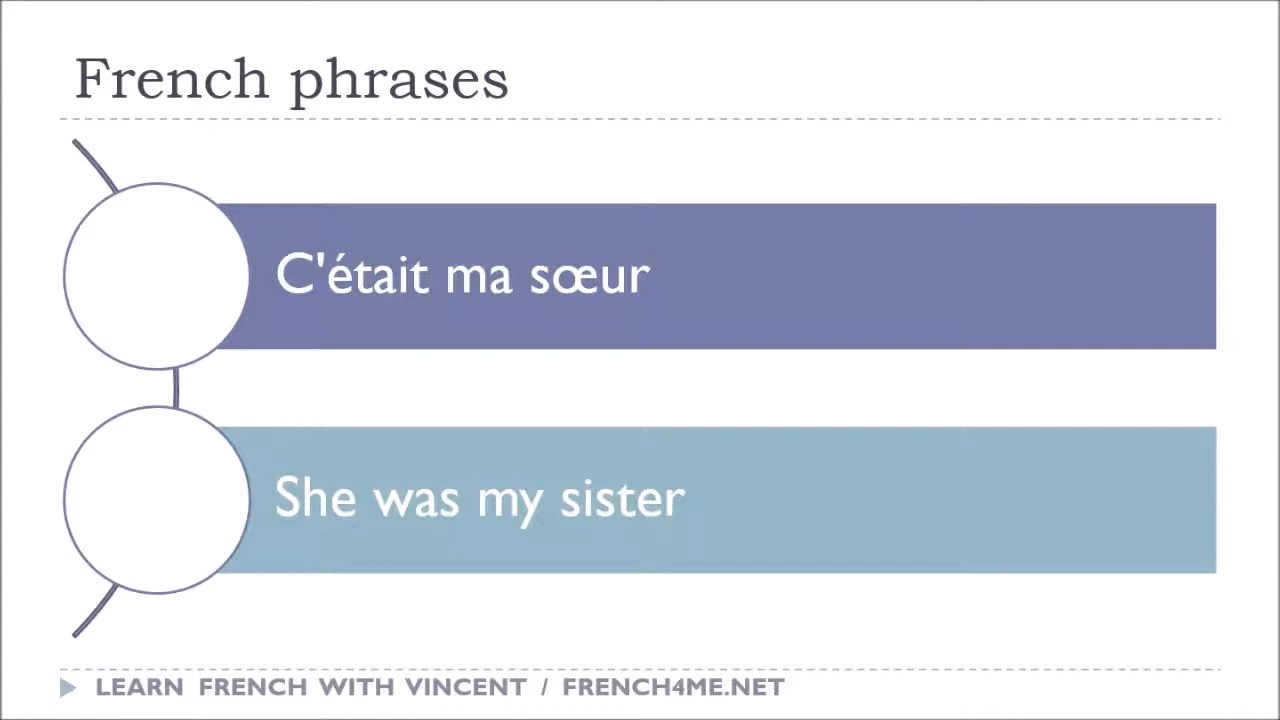 French phrases
C'était ma sœur
She was my sister
LEARN FRENCH WITH VINCENT / FRENCH4ME.NET